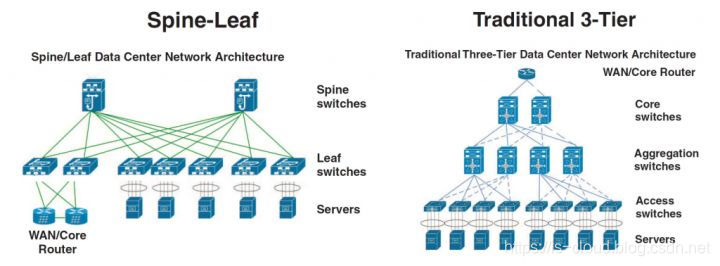 Spine-Leaf
Spine/Leaf Data Center Network Architecture
Spine
switches
Leaf
switches
Servers
WAN/Core
Router
Traditional 3-Tier
Traditional Three-Tier Data Center Network Architecture
WAN/Core Router
Core
switches
Aggregation
switches
Access
switches
Servers
https://is-cloud.blog.csdn.net